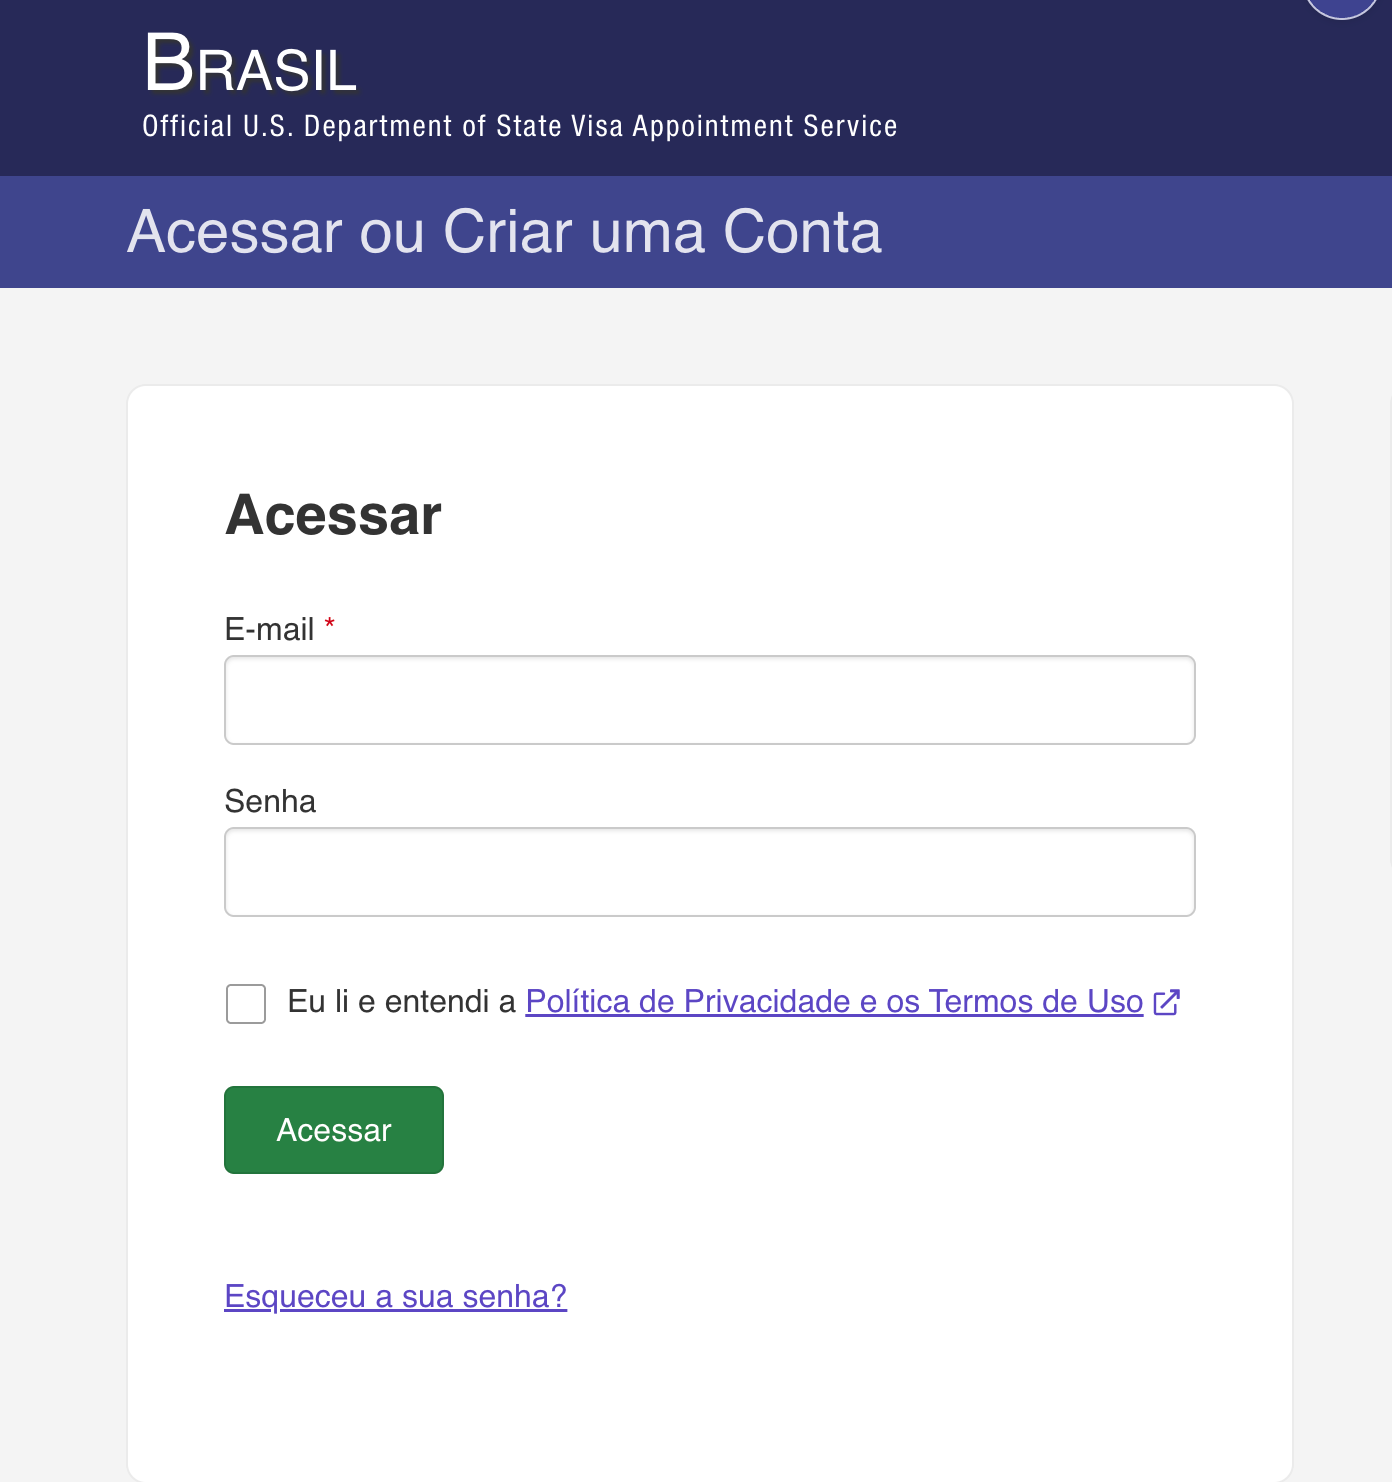 Brasil
Official U.S. Department of State Visa Appointment Service
Acessar ou Criar uma Conta
Acessar
E-mail *
Senha
Eu li e entendi a Política de Privacidade e os Termos de Uso
Acessar
Esqueceu a sua senha?